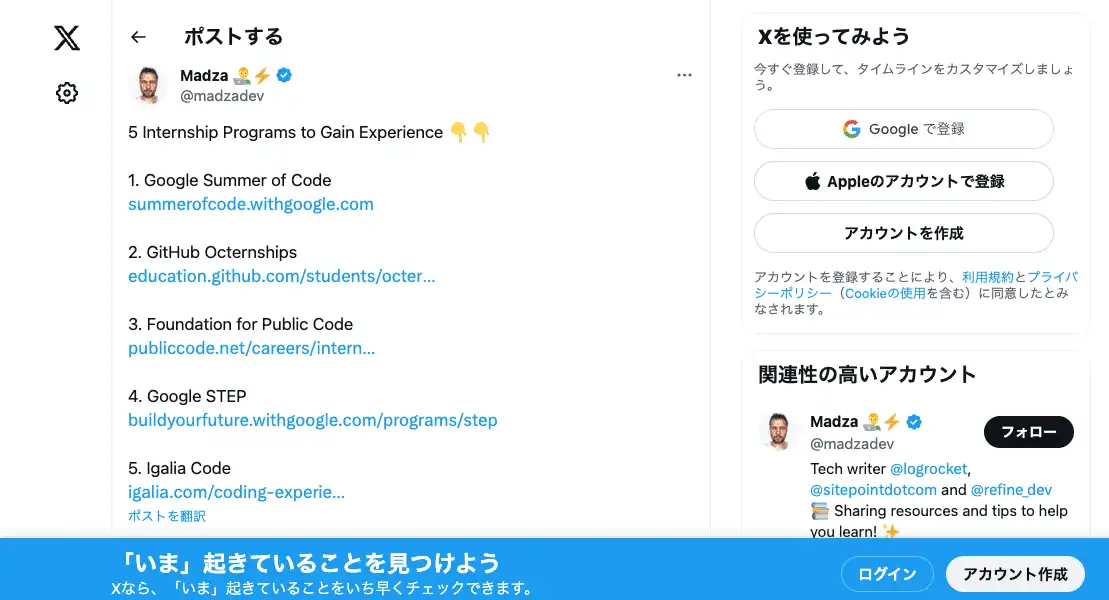 ポストする
Madza
@madzadev
5 Internship Programs to Gain Experience
1. Google Summer of Code
summerofcode.withgoogle.com
2. GitHub Octernships
education.github.com/students/octer...
3. Foundation for Public Code
publiccode.net/careers/intern...
4. Google STEP
buildyourfuture.withgoogle.com/programs/step
5. Igalia Code
igalia.com/coding-experie...
ポストを翻訳
Xを使ってみよう
今すぐ登録して、タイムラインをカスタマイズしましょ
う。
Google で登録
Appleのアカウントで登録
アカウントを作成
アカウントを登録することにより、利用規約とプライバ
シーポリシー（Cookieの使用を含む）に同意したとみ
なされます。
関連性の高いアカウント
Madza
@madzadev
フォロー
Tech writer @logrocket,
@sitepointdotcom and @refine_dev
Sharing resources and tips to help
you learn!
「いま」起きていることを見つけよう
Xなら、「いま」起きていることをいち早くチェックできます。
ログイン
アカウント作成